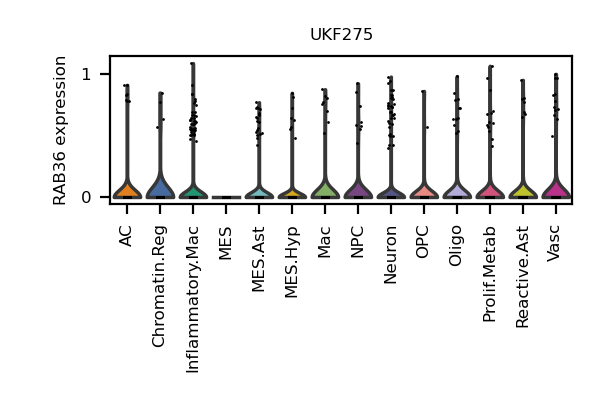 UKF275
RAB36 expression
1
0
AC
Chromatin.Reg
Inflammatory.Mac
MES
MES.Ast
MES.Hyp
Mac
NPC
Neuron
OPC
Oligo
Prolif.Metab
Reactive.Ast
Vasc